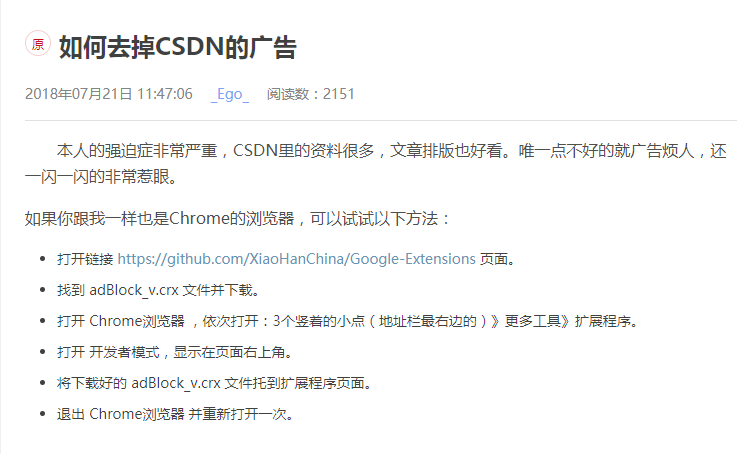 原 如何去掉CSDN的广告
2018年07月21日 11:47:06 _Ego_ 阅读数：2151
本人的强迫症非常严重，CSDN里的资料很多，文章排版也好看。唯一点不好的就广告烦人，还
一闪一闪的非常惹眼。
如果你跟我一样也是Chrome的浏览器，可以试试以下方法：
• 打开链接 https://github.com/XiaoHanChina/Google-Extensions 页面。
• 找到 adBlock_v.crx 文件并下载。
• 打开 Chrome浏览器 ，依次打开：3个竖着的小点（地址栏最右边的）》更多工具》扩展程序。
• 打开 开发者模式，显示在页面右上角。
• 将下载好的 adBlock_v.crx 文件托到扩展程序页面。
• 退出 Chrome浏览器 并重新打开一次。